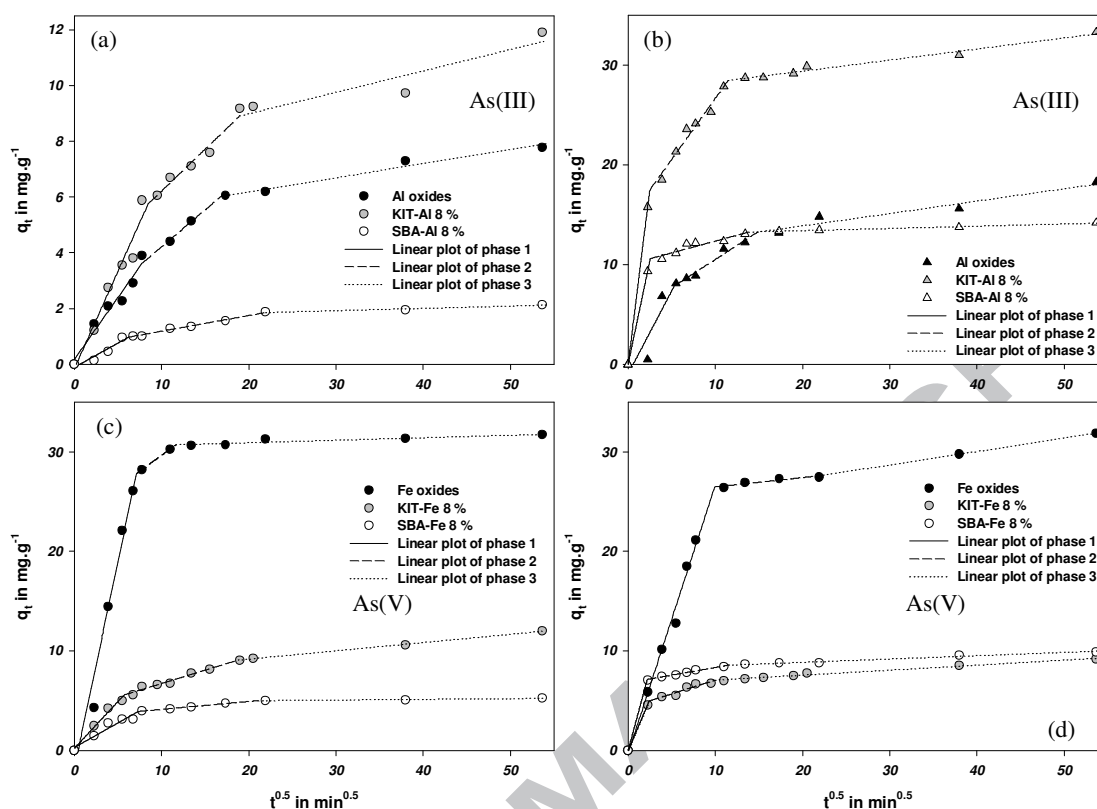 (a)
As(III)
q_t in mg.g⁻¹
12
10
8
6
4
2
0
0
10
20
30
40
50
Al oxides
KIT-Al 8 %
SBA-Al 8 %
Linear plot of phase 1
Linear plot of phase 2
Linear plot of phase 3
(b)
As(III)
q_t in mg.g⁻¹
30
20
10
0
0
10
20
30
40
50
Al oxides
KIT-Al 8 %
SBA-Al 8 %
Linear plot of phase 1
Linear plot of phase 2
Linear plot of phase 3
(c)
q_t in mg.g⁻¹
30
20
10
0
Fe oxides
KIT-Fe 8 %
SBA-Fe 8 %
Linear plot of phase 1
Linear plot of phase 2
Linear plot of phase 3
As(V)
0
10
20
30
40
50
t^0.5 in min^0.5
q_t in mg.g⁻¹
30
20
10
0
Fe oxides
KIT-Fe 8 %
SBA-Fe 8 %
Linear plot of phase 1
Linear plot of phase 2
Linear plot of phase 3
As(V)
(d)
0
10
20
30
40
50
t^0.5 in min^0.5